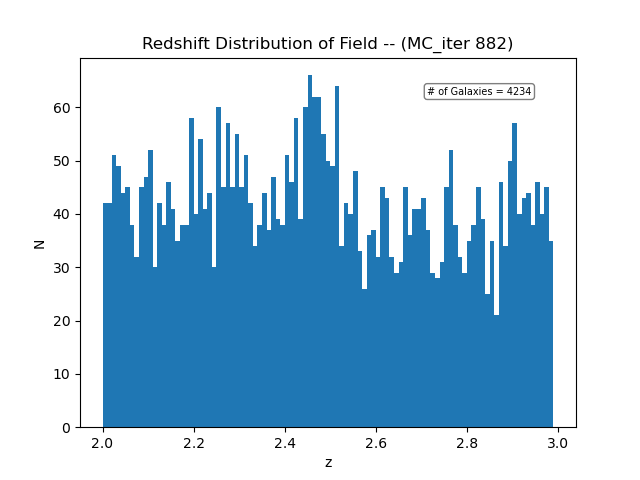 Redshift Distribution of Field -- (MC_iter 882)
# of Galaxies = 4234
60
50
40
30
20
10
0
N
2.0 2.2 2.4 2.6 2.8 3.0
z